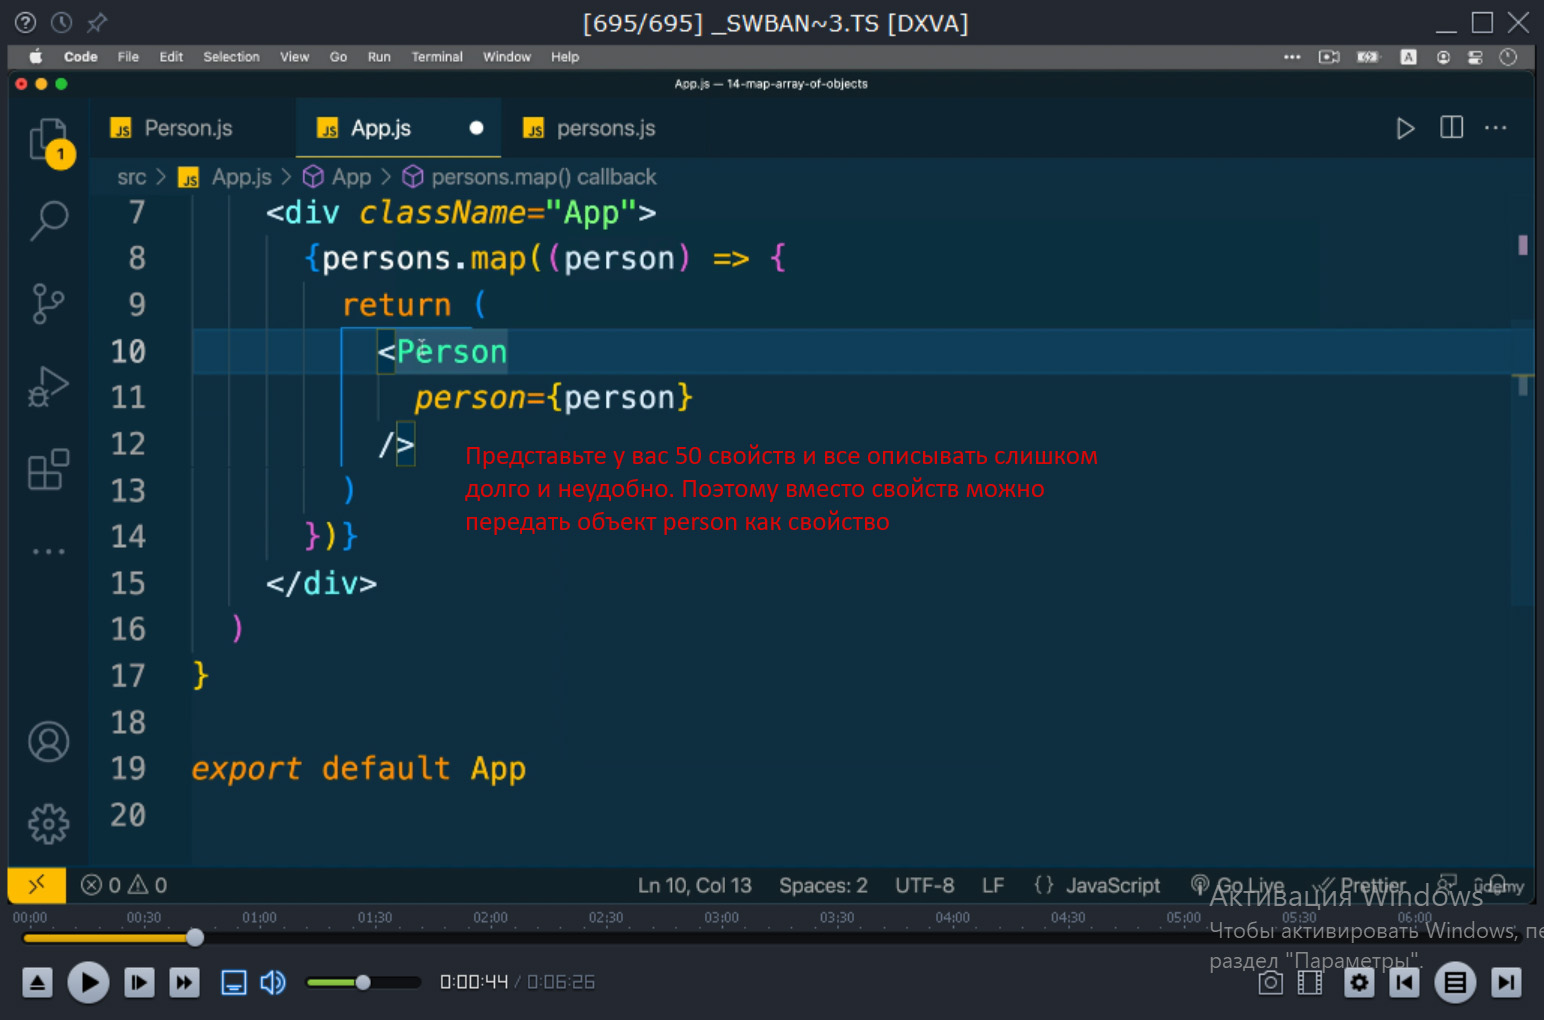 [695/695] _SWBAN~3.TS [DXVA]
Code File Edit Selection View Go Run Terminal Window Help
A
App.js — 14-map-array-of-objects
JS Person.js JS App.js JS persons.js
1
src > JS App.js > App > persons.map() callback
7 <div className="App">
8 {persons.map((person) => {
9 return (
10 <Person
11 person={person}
12 />
Представьте у вас 50 свойств и все описывать слишком
долго и неудобно. Поэтому вместо свойств можно
передать объект person как свойство
13 )
14 })}
15 </div>
16 )
17 }
18
19 export default App
20
0 0 Ln 10, Col 13 Spaces: 2 UTF-8 LF {} JavaScript Go Live Prettier ûdemy
Активация Windows
00:00 00:30 01:00 01:30 02:00 02:30 03:00 03:30 04:00 04:30 05:00 05:30 06:00
Чтобы активировать Windows, пе
раздел "Параметры".
0:00:44 / 0:06:26